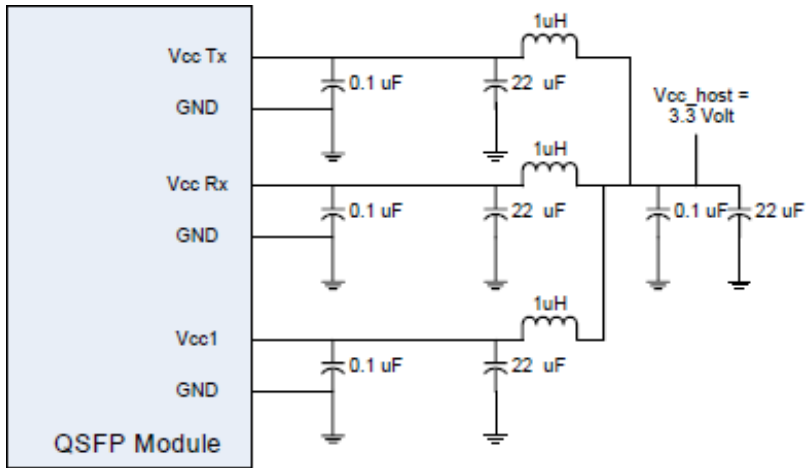 1uH
Vcc Tx
0.1 uF
22 uF
GND
Vcc_host =
3.3 Volt
1uH
Vcc Rx
0.1 uF
22 uF
0.1 uF
22 uF
GND
1uH
Vcc1
0.1 uF
22 uF
GND
QSFP Module